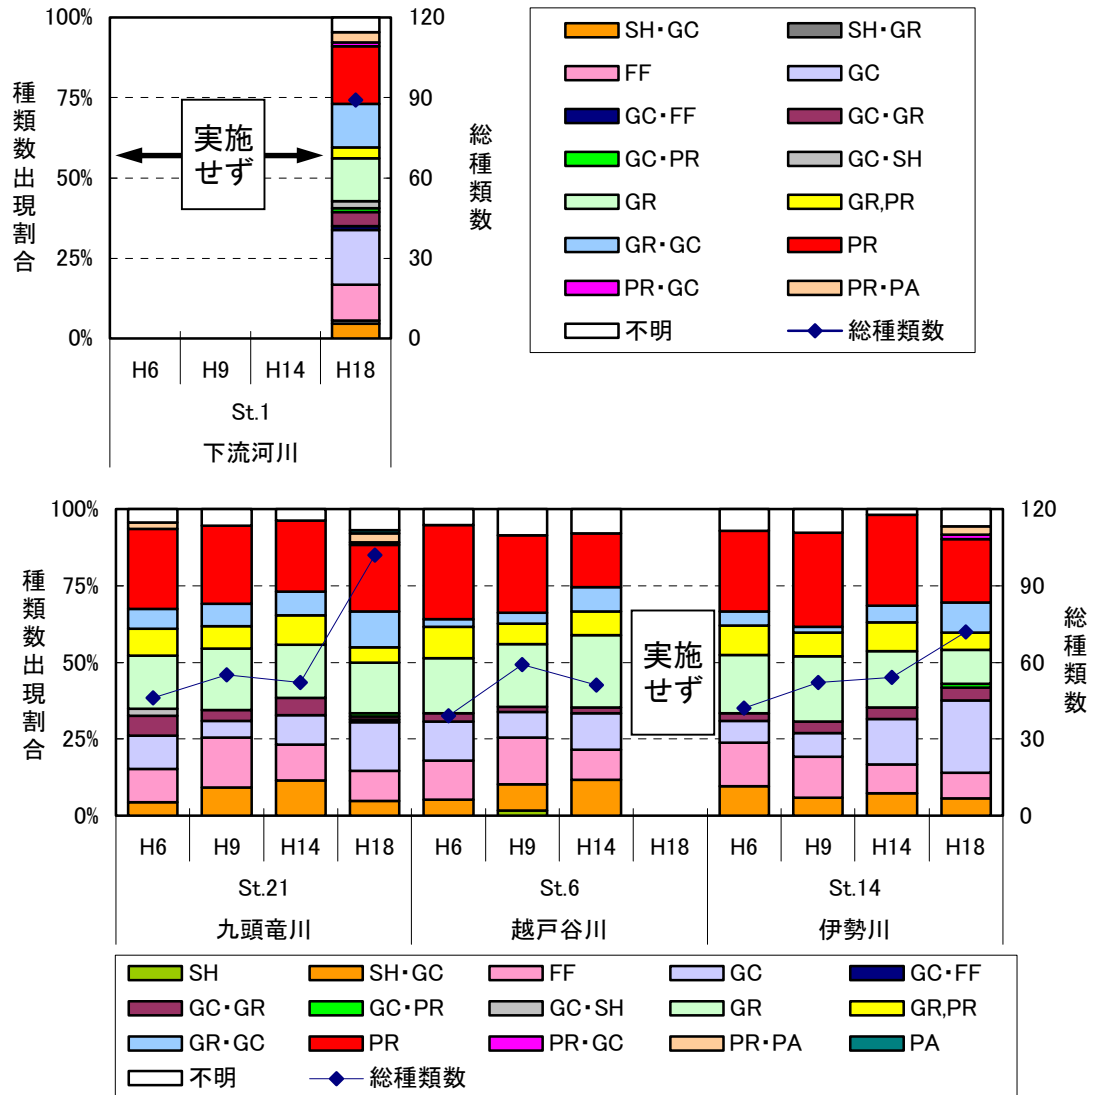 100%
75%
50%
25%
0%
種類数出現割合
実施
せず
120
90
60
30
0
総種類数
H6 H9 H14 H18
St.1
下流河川
SH・GC SH・GR
FF GC
GC・FF GC・GR
GC・PR GC・SH
GR GR,PR
GR・GC PR
PR・GC PR・PA
不明 総種類数
100%
75%
50%
25%
0%
種類数出現割合
実施
せず
120
90
60
30
0
総種類数
H6 H9 H14 H18 H6 H9 H14 H18 H6 H9 H14 H18
St.21 St.6 St.14
九頭竜川 越戸谷川 伊勢川
SH SH・GC FF GC GC・FF
GC・GR GC・PR GC・SH GR GR,PR
GR・GC PR PR・GC PR・PA PA
不明 総種類数